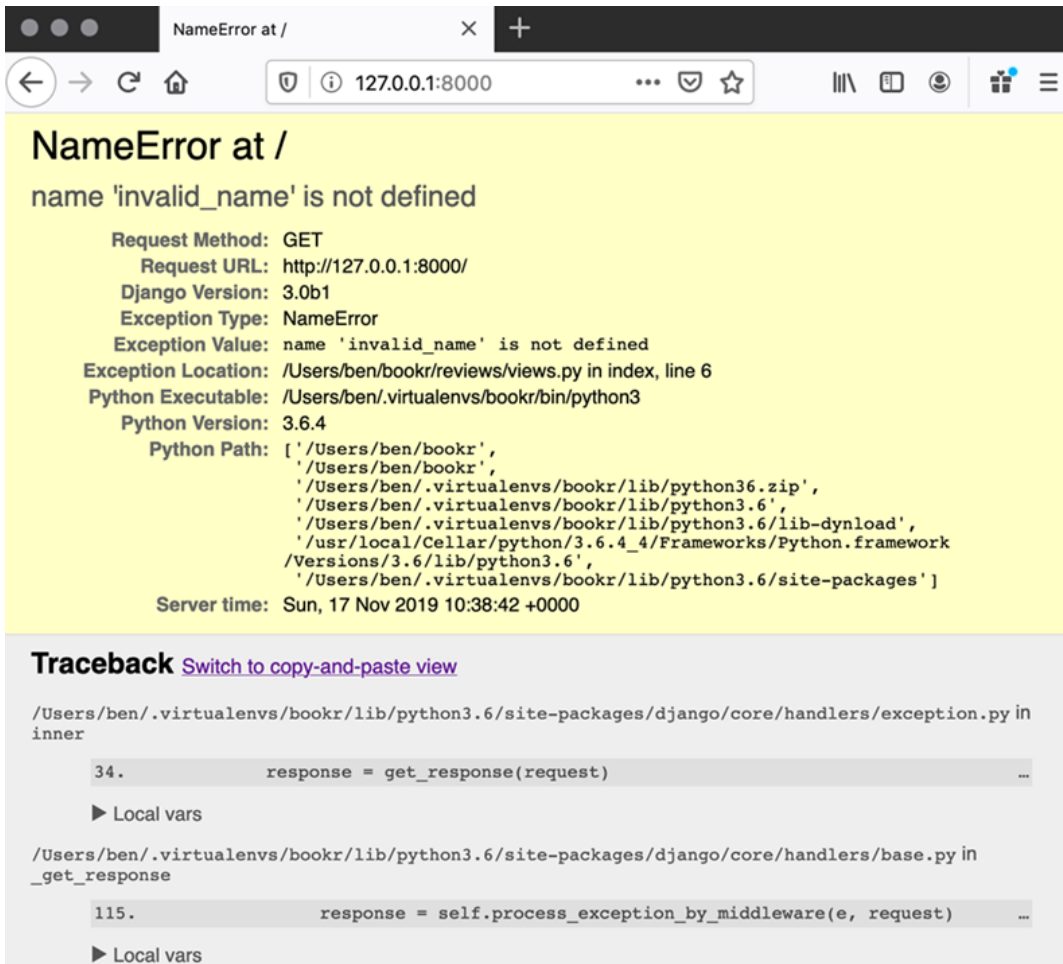 NameError at /
127.0.0.1:8000
NameError at /
name 'invalid_name' is not defined
Request Method: GET
Request URL: http://127.0.0.1:8000/
Django Version: 3.0b1
Exception Type: NameError
Exception Value: name 'invalid_name' is not defined
Exception Location: /Users/ben/bookr/reviews/views.py in index, line 6
Python Executable: /Users/ben/.virtualenvs/bookr/bin/python3
Python Version: 3.6.4
Python Path: ['/Users/ben/bookr',
'/Users/ben/bookr',
'/Users/ben/.virtualenvs/bookr/lib/python36.zip',
'/Users/ben/.virtualenvs/bookr/lib/python3.6',
'/Users/ben/.virtualenvs/bookr/lib/python3.6/lib-dynload',
'/usr/local/Cellar/python/3.6.4_4/Frameworks/Python.framework
/Versions/3.6/lib/python3.6',
'/Users/ben/.virtualenvs/bookr/lib/python3.6/site-packages']
Server time: Sun, 17 Nov 2019 10:38:42 +0000
Traceback Switch to copy-and-paste view
/Users/ben/.virtualenvs/bookr/lib/python3.6/site-packages/django/core/handlers/exception.py in
inner
34. response = get_response(request) …
▶ Local vars
/Users/ben/.virtualenvs/bookr/lib/python3.6/site-packages/django/core/handlers/base.py in
_get_response
115. response = self.process_exception_by_middleware(e, request) …
▶ Local vars